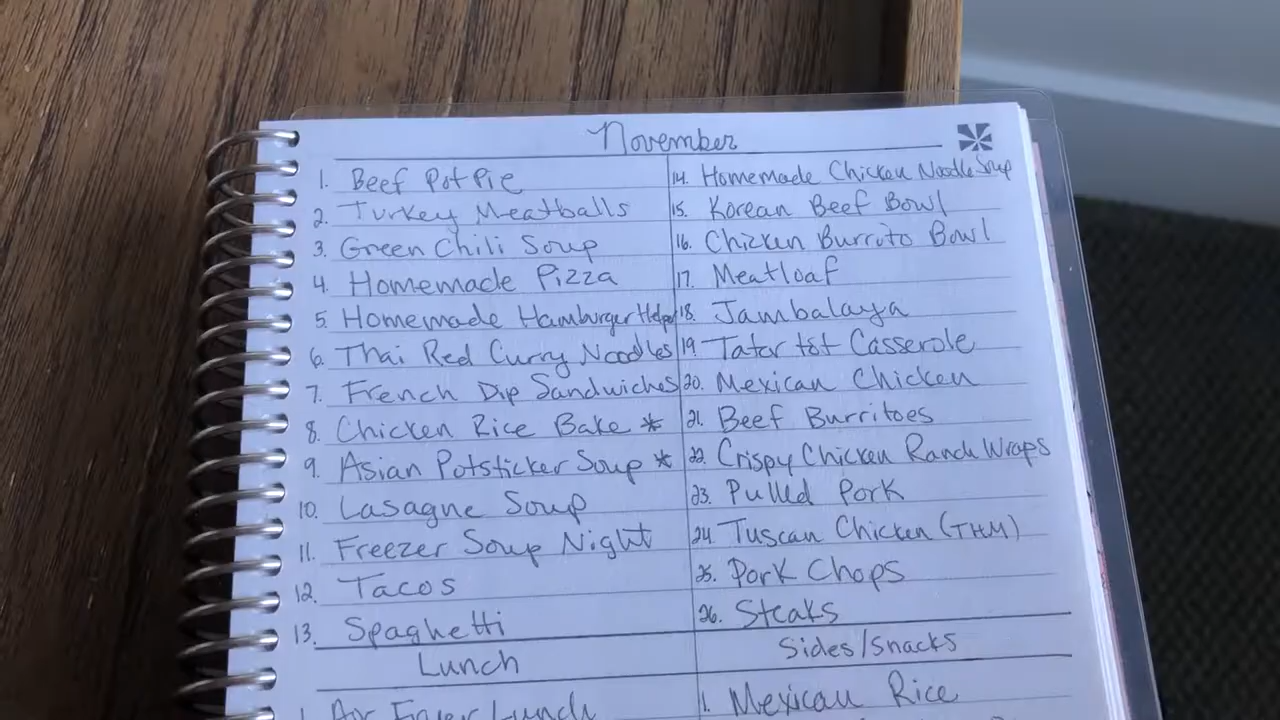 November
1. Beef Pot Pie
2. Turkey Meatballs
3. Green Chili Soup
4. Homemade Pizza
5. Homemade Hamburger Helper
6. Thai Red Curry Noodles
7. French Dip Sandwiches
8. Chicken Rice Bake *
9. Asian Potsticker Soup *
10. Lasagne Soup
11. Freezer Soup Night
12. Tacos
13. Spaghetti
14. Homemade Chicken Noodle Soup
15. Korean Beef Bowl
16. Chicken Burrito Bowl
17. Meatloaf
18. Jambalaya
19. Tatar tot Casserole
20. Mexican Chicken
21. Beef Burritoes
22. Crispy Chicken Ranch Wraps
23. Pulled Pork
24. Tuscan Chicken (THM)
25. Pork Chops
26. Steaks
Lunch
1. Air Fryer Lunch
Sides/Snacks
1. Mexican Rice